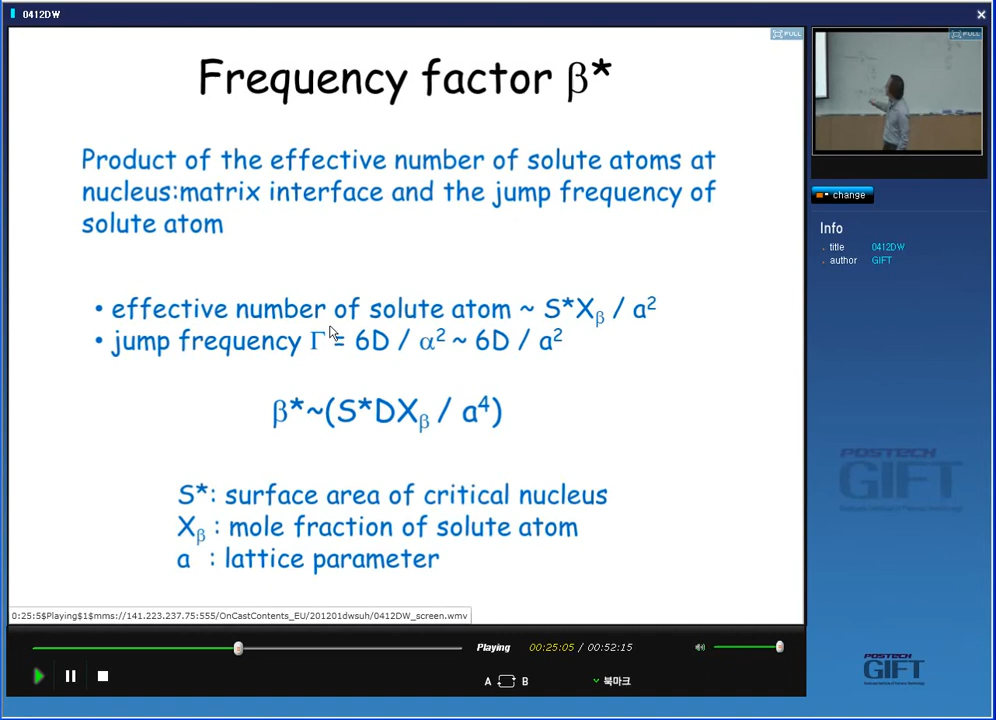 0412DW
FULL
FULL
Frequency factor β*
Product of the effective number of solute atoms at
nucleus:matrix interface and the jump frequency of
solute atom
• effective number of solute atom ~ S*Xβ / a²
• jump frequency Γ = 6D / α² ~ 6D / a²
β*~(S*DXβ / a⁴)
S*: surface area of critical nucleus
Xβ : mole fraction of solute atom
a : lattice parameter
change
Info
title 0412DW
author GIFT
POSTECH
GIFT
0:25:5$Playing$1$mms://141.223.237.75:555/OnCastContents_EU/201201dwsuh/0412DW_screen.wmv
Playing 00:25:05 / 00:52:15
A B 북마크
POSTECH
GIFT